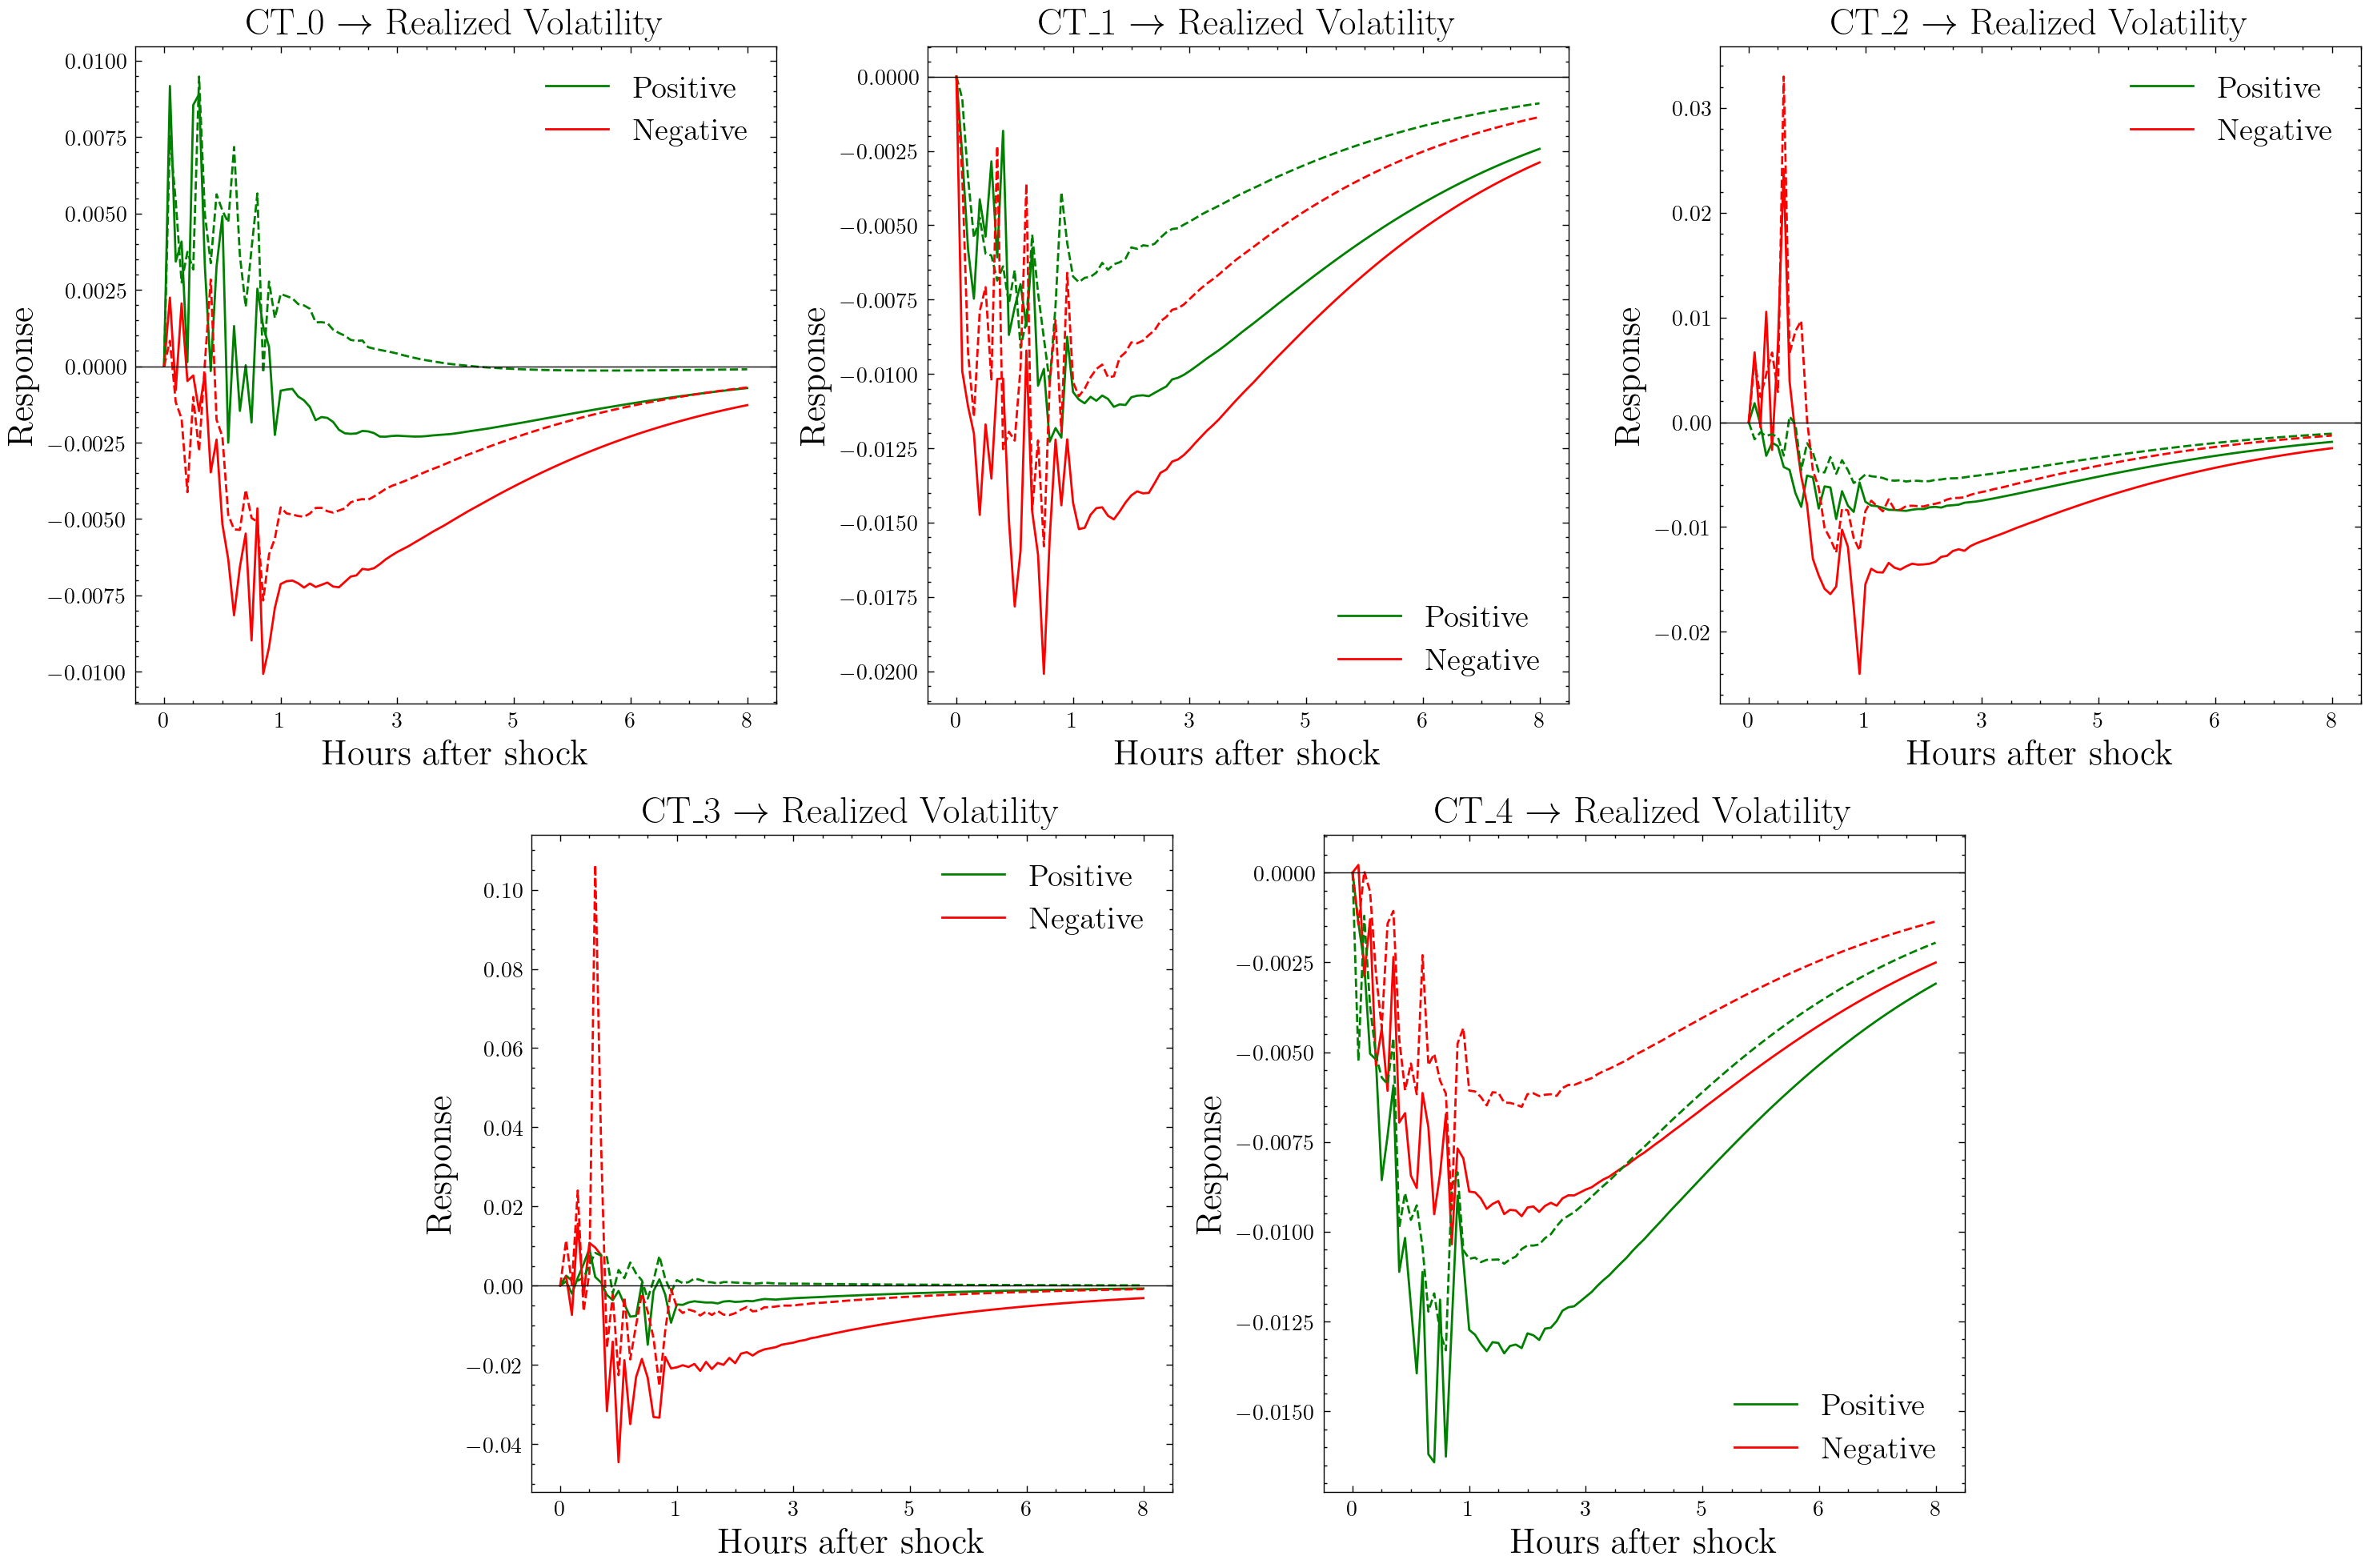 CT_0 → Realized Volatility
0.0100
0.0075
0.0050
0.0025
0.0000
−0.0025
−0.0050
−0.0075
−0.0100
Response
Positive
Negative
0 1 3 5 6 8
Hours after shock
CT_1 → Realized Volatility
0.0000
−0.0025
−0.0050
−0.0075
−0.0100
−0.0125
−0.0150
−0.0175
−0.0200
Response
Positive
Negative
0 1 3 5 6 8
Hours after shock
CT_2 → Realized Volatility
0.03
0.02
0.01
0.00
−0.01
−0.02
Response
Positive
Negative
0 1 3 5 6 8
Hours after shock
CT_3 → Realized Volatility
0.10
0.08
0.06
0.04
0.02
0.00
−0.02
−0.04
Response
Positive
Negative
0 1 3 5 6 8
Hours after shock
CT_4 → Realized Volatility
0.0000
−0.0025
−0.0050
−0.0075
−0.0100
−0.0125
−0.0150
Response
Positive
Negative
0 1 3 5 6 8
Hours after shock